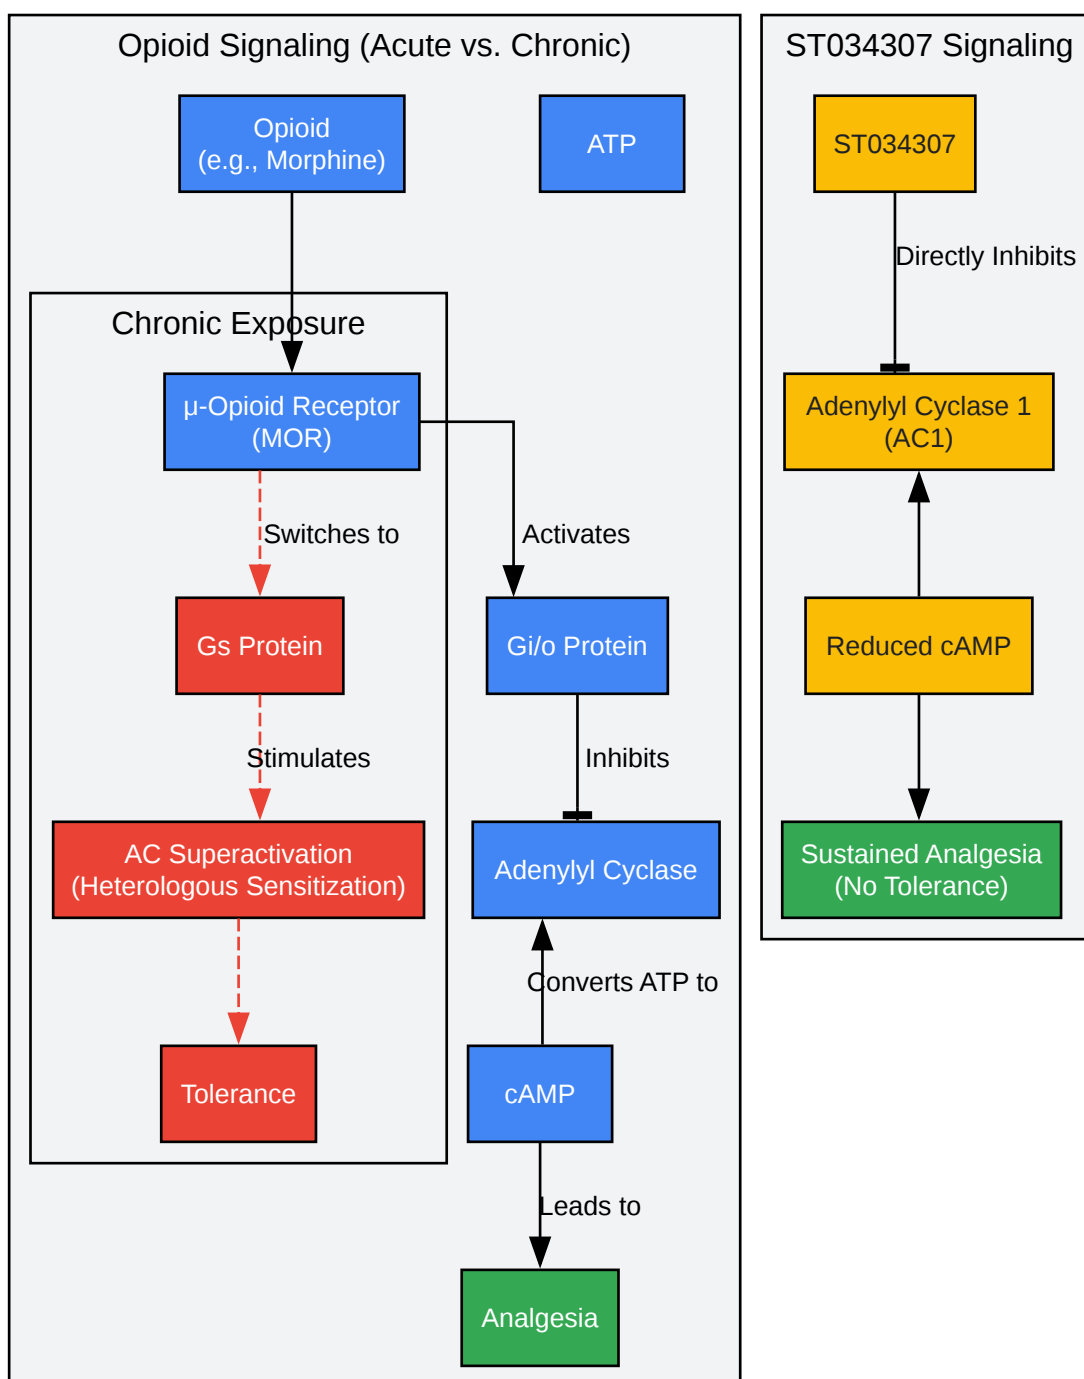 Opioid Signaling (Acute vs. Chronic)
Opioid
(e.g., Morphine)
ATP
Chronic Exposure
μ-Opioid Receptor
(MOR)
Switches to
Activates
Gs Protein
Gi/o Protein
Stimulates
Inhibits
AC Superactivation
(Heterologous Sensitization)
Adenylyl Cyclase
Converts ATP to
Tolerance
cAMP
Leads to
Analgesia
ST034307 Signaling
ST034307
Directly Inhibits
Adenylyl Cyclase 1
(AC1)
Reduced cAMP
Sustained Analgesia
(No Tolerance)